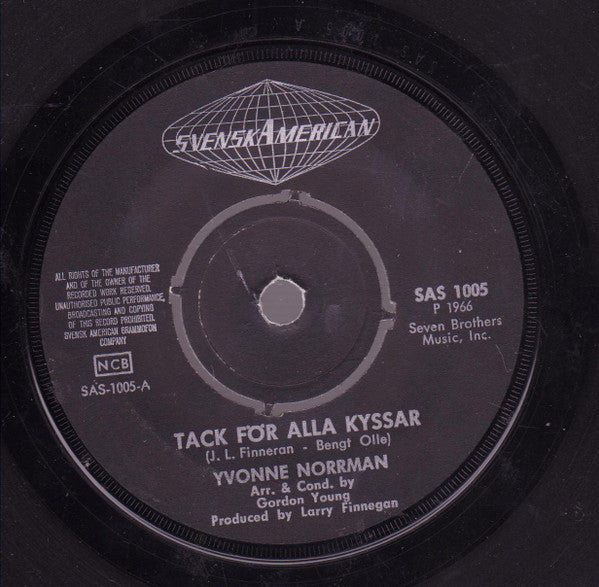 SVENSKAMERICAN
ALL RIGHTS OF THE MANUFACTURER
AND OF THE OWNER OF THE
RECORDED WORK RESERVED.
UNAUTHORISED PUBLIC PERFORMANCE,
BROADCASTING AND COPYING
OF THIS RECORD PROHIBITED.
SVENSK AMERICAN GRAMMOFON
COMPANY
NCB
SAS-1005-A
SAS 1005
P 1966
Seven Brothers
Music, Inc.
TACK FÖR ALLA KYSSAR
(J. L. Finneran - Bengt Olle)
YVONNE NORRMAN
Arr. & Cond. by
Gordon Young
Produced by Larry Finnegan